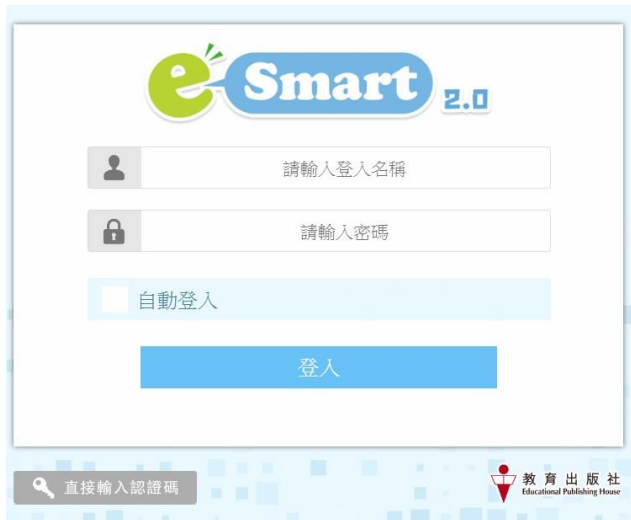 e-Smart 2.0
請輸入登入名稱
請輸入密碼
自動登入
登入
直接輸入認證碼
教育出版社
Educational Publishing House